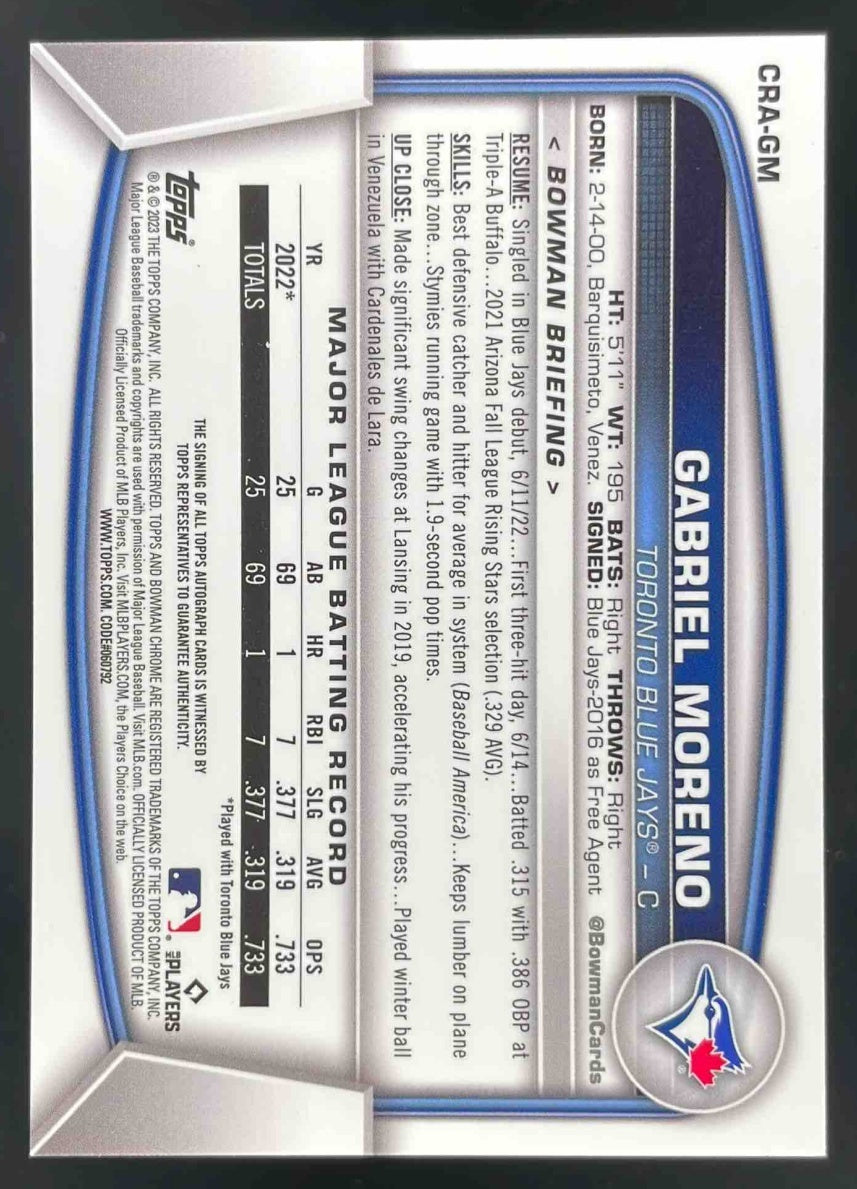 CRA-GM
GABRIEL MORENO
TORONTO BLUE JAYS® – C
HT: 5'11" WT: 195 BATS: Right THROWS: Right
BORN: 2-14-00, Barquisimeto, Venez. SIGNED: Blue Jays-2016 as Free Agent @BowmanCards
< BOWMAN BRIEFING >
RESUME: Singled in Blue Jays debut, 6/11/22...First three-hit day, 6/14...Batted .315 with .386 OBP at
Triple-A Buffalo...2021 Arizona Fall League Rising Stars selection (.329 AVG).
SKILLS: Best defensive catcher and hitter for average in system (Baseball America)...Keeps lumber on plane
through zone...Stymies running game with 1.9-second pop times.
UP CLOSE: Made significant swing changes at Lansing in 2019, accelerating his progress...Played winter ball
in Venezuela with Cardenales de Lara.
MAJOR LEAGUE BATTING RECORD
YR G AB HR RBI SLG AVG OPS
2022* 25 69 1 7 .377 .319 .733
TOTALS 25 69 1 7 .377 .319 .733
*Played with Toronto Blue Jays
THE SIGNING OF ALL TOPPS AUTOGRAPH CARDS IS WITNESSED BY
TOPPS REPRESENTATIVES TO GUARANTEE AUTHENTICITY.
topps®
MLB PLAYERS
® & © 2023 THE TOPPS COMPANY, INC. ALL RIGHTS RESERVED. TOPPS AND BOWMAN CHROME ARE REGISTERED TRADEMARKS OF THE TOPPS COMPANY, INC.
Major League Baseball trademarks and copyrights are used with permission of Major League Baseball. Visit MLB.com. OFFICIALLY LICENSED PRODUCT OF MLB.
Officially Licensed Product of MLB Players, Inc. Visit MLBPLAYERS.COM, the Players Choice on the web.
WWW.TOPPS.COM. CODE#060792